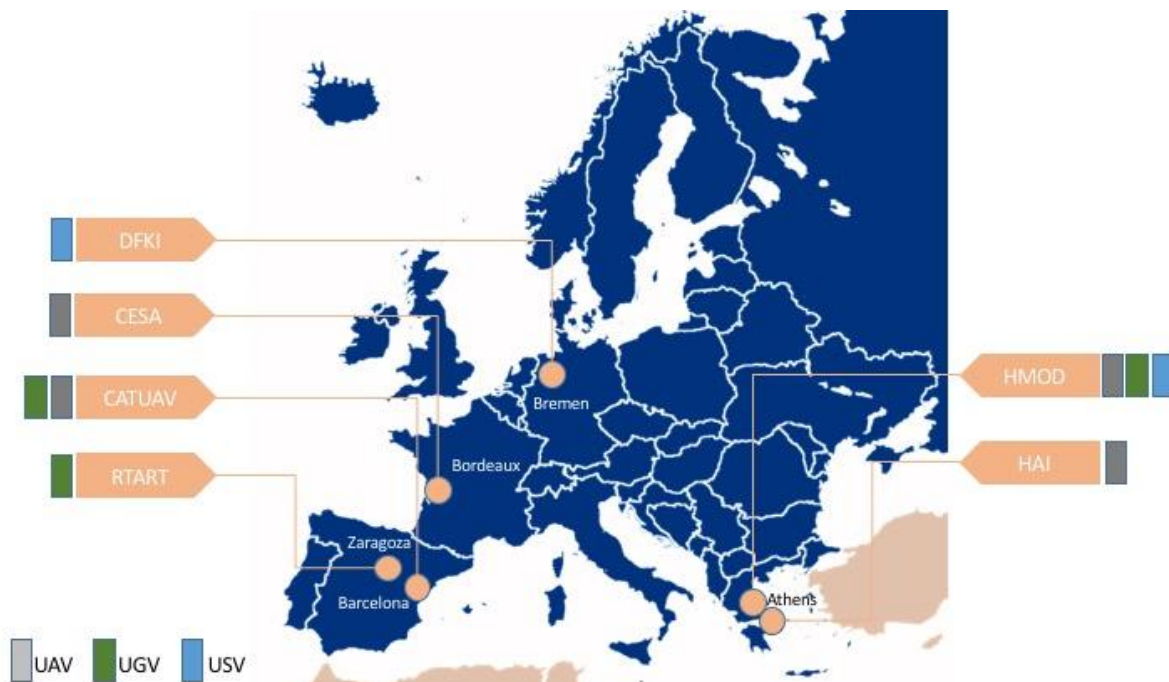 DFKI
CESA
CATUAV
RTART
HMOD
HAI
Bremen
Bordeaux
Zaragoza
Barcelona
Athens
UAV UGV USV